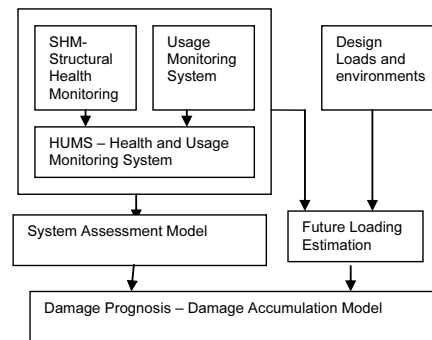 SHM-
Structural
Health
Monitoring
Usage
Monitoring
System
Design
Loads and
environments
HUMS – Health and Usage
Monitoring System
System Assessment Model
Future Loading
Estimation
Damage Prognosis – Damage Accumulation Model